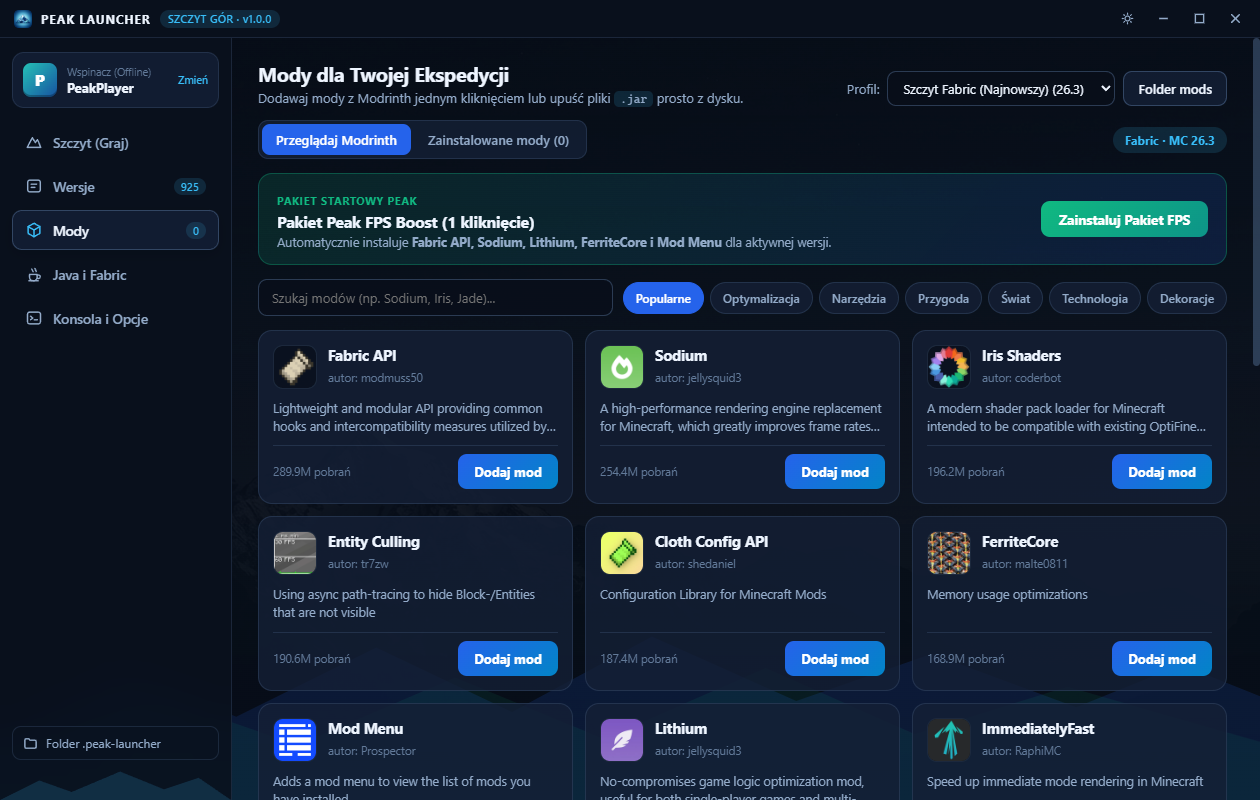 PEAK LAUNCHER
SZCZYT GÓR · v1.0.0
P
Wspinacz (Offline)
PeakPlayer
Zmień
Szczyt (Graj)
Wersje
925
Mody
0
Java i Fabric
Konsola i Opcje
Folder .peak-launcher
Mody dla Twojej Ekspedycji
Dodawaj mody z Modrinth jednym kliknięciem lub upuść pliki .jar prosto z dysku.
Profil:
Szczyt Fabric (Najnowszy) (26.3)
Folder mods
Przeglądaj Modrinth
Zainstalowane mody (0)
Fabric · MC 26.3
PAKIET STARTOWY PEAK
Pakiet Peak FPS Boost (1 kliknięcie)
Automatycznie instaluje Fabric API, Sodium, Lithium, FerriteCore i Mod Menu dla aktywnej wersji.
Zainstaluj Pakiet FPS
Szukaj modów (np. Sodium, Iris, Jade)...
Popularne
Optymalizacja
Narzędzia
Przygoda
Świat
Technologia
Dekoracje
Fabric API
autor: modmuss50
Lightweight and modular API providing common
hooks and intercompatibility measures utilized by...
289.9M pobrań
Dodaj mod
Sodium
autor: jellysquid3
A high-performance rendering engine replacement
for Minecraft, which greatly improves frame rates...
254.4M pobrań
Dodaj mod
Iris Shaders
autor: coderbot
A modern shader pack loader for Minecraft
intended to be compatible with existing OptiFine...
196.2M pobrań
Dodaj mod
Entity Culling
autor: tr7zw
Using async path-tracing to hide Block-/Entities
that are not visible
190.6M pobrań
Dodaj mod
Cloth Config API
autor: shedaniel
Configuration Library for Minecraft Mods
187.4M pobrań
Dodaj mod
FerriteCore
autor: malte0811
Memory usage optimizations
168.9M pobrań
Dodaj mod
Mod Menu
autor: Prospector
Adds a mod menu to view the list of mods you
have installed
Lithium
autor: jellysquid3
No-compromises game logic optimization mod,
useful for both single-player games and multi-
ImmediatelyFast
autor: RaphiMC
Speed up immediate mode rendering in Minecraft